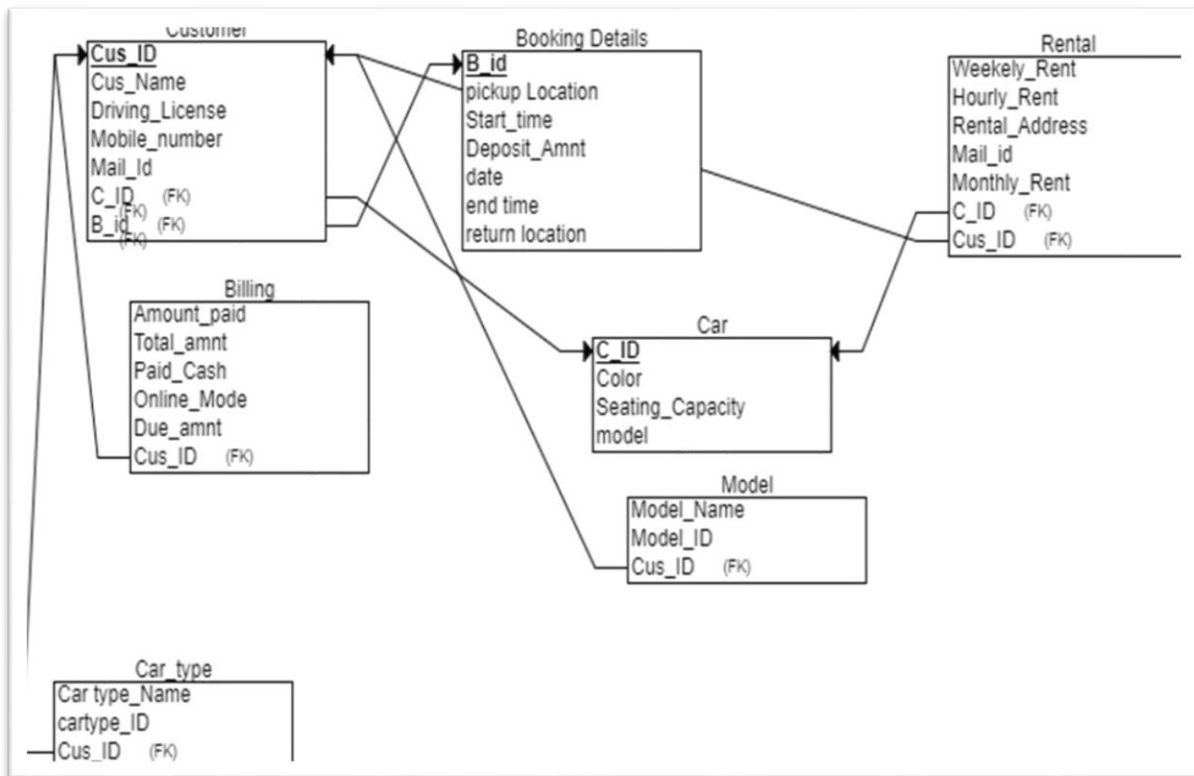 Customer
Cus_ID
Cus_Name
Driving_License
Mobile_number
Mail_Id
C_ID (FK)
(FK)
B_id (FK)
(FK)
Booking Details
B_id
pickup Location
Start_time
Deposit_Amnt
date
end time
return location
Rental
Weekely_Rent
Hourly_Rent
Rental_Address
Mail_id
Monthly_Rent
C_ID (FK)
Cus_ID (FK)
Billing
Amount_paid
Total_amnt
Paid_Cash
Online_Mode
Due_amnt
Cus_ID (FK)
Car
C_ID
Color
Seating_Capacity
model
Model
Model_Name
Model_ID
Cus_ID (FK)
Car_type
Car type_Name
cartype_ID
Cus_ID (FK)